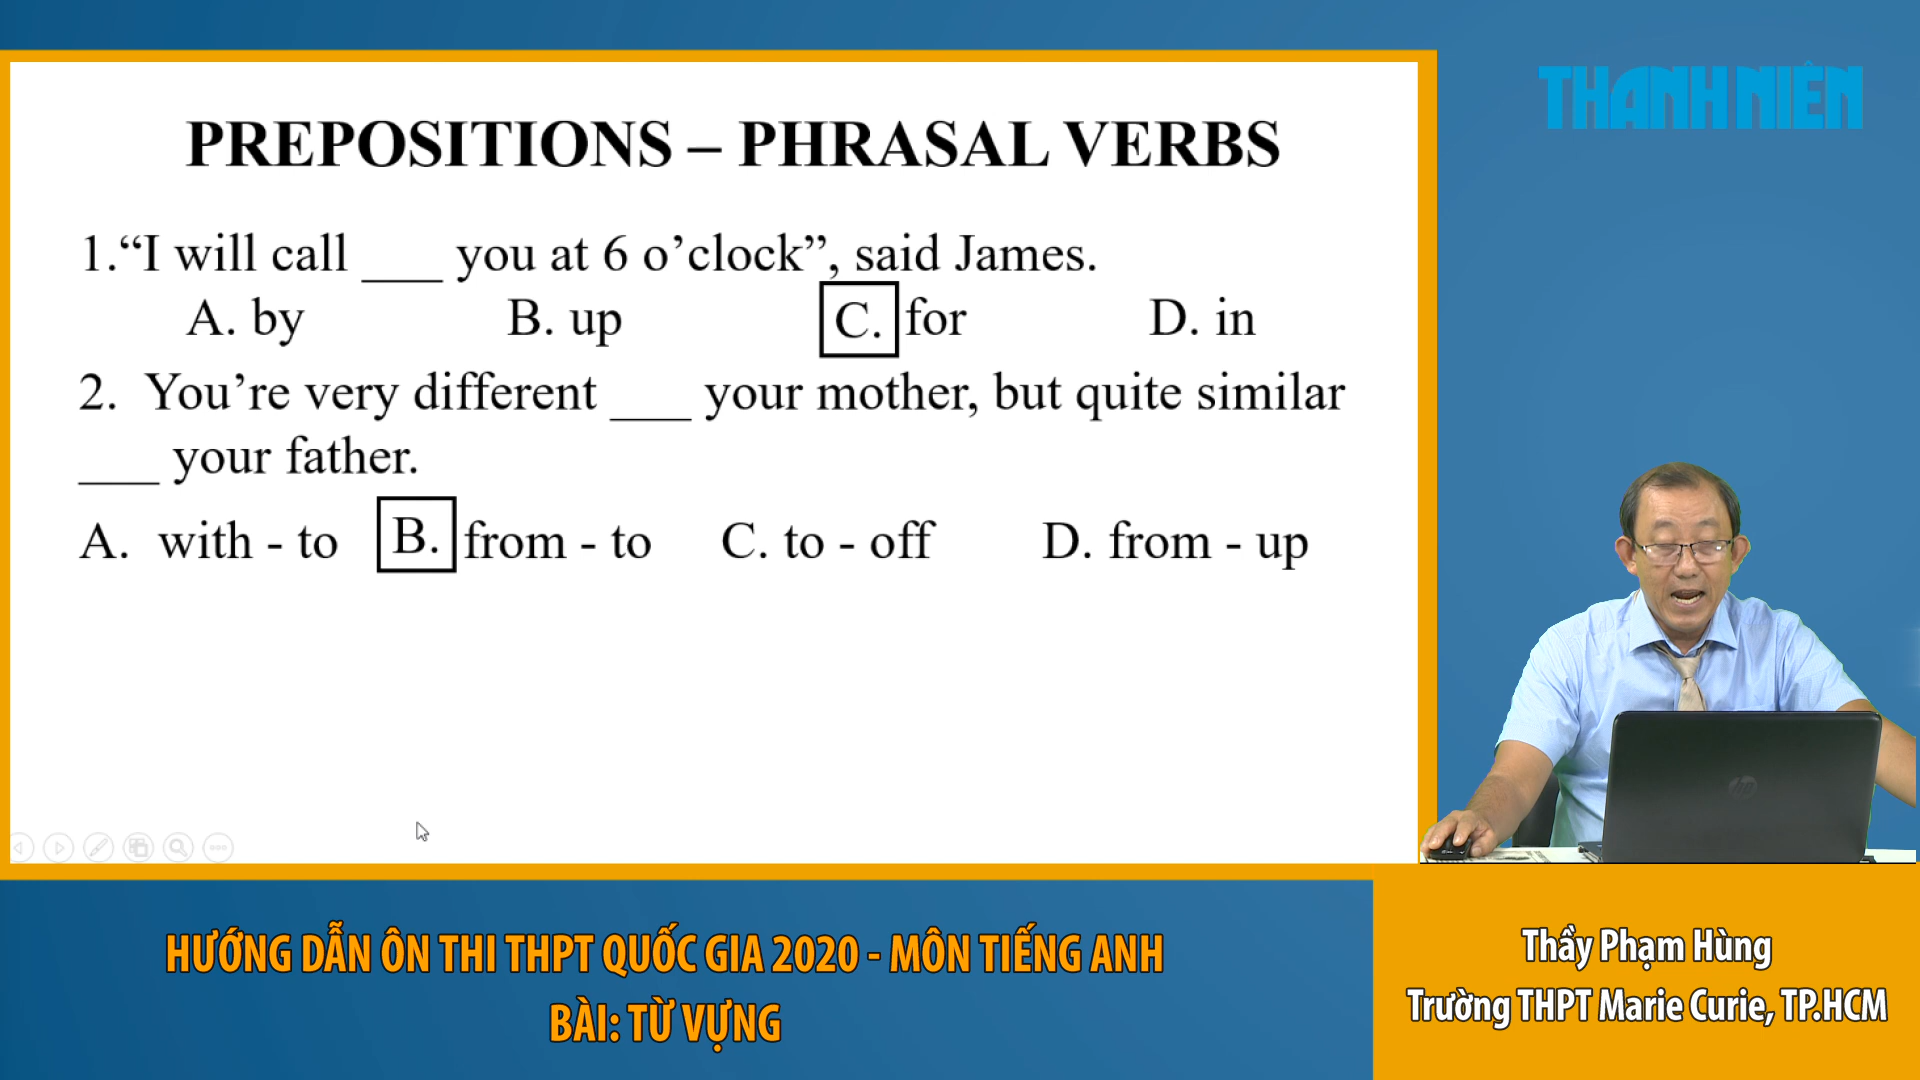 THANH NIÊN
PREPOSITIONS – PHRASAL VERBS
1.“I will call ___ you at 6 o’clock”, said James.
A. by B. up C. for D. in
2. You’re very different ___ your mother, but quite similar
___ your father.
A. with - to B. from - to C. to - off D. from - up
HƯỚNG DẪN ÔN THI THPT QUỐC GIA 2020 - MÔN TIẾNG ANH
BÀI: TỪ VỰNG
Thầy Phạm Hùng
Trường THPT Marie Curie, TP.HCM